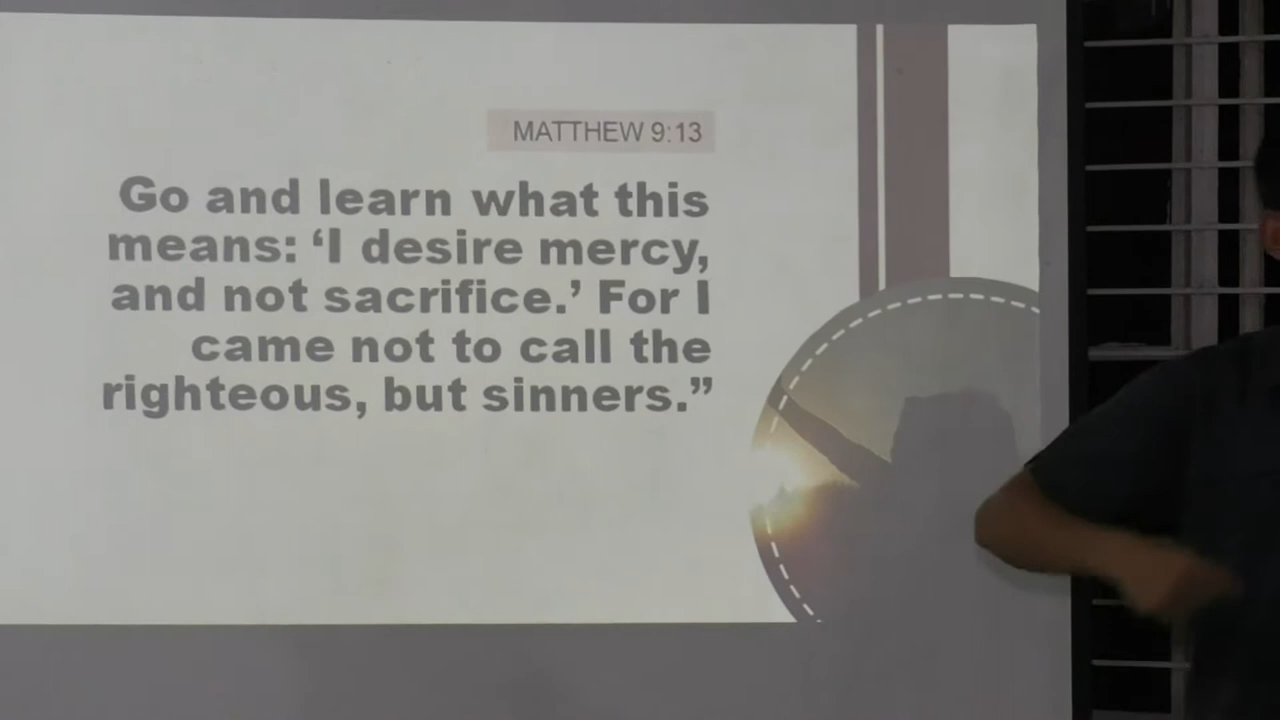 MATTHEW 9:13
Go and learn what this
means: ‘I desire mercy,
and not sacrifice.’ For I
came not to call the
righteous, but sinners.”